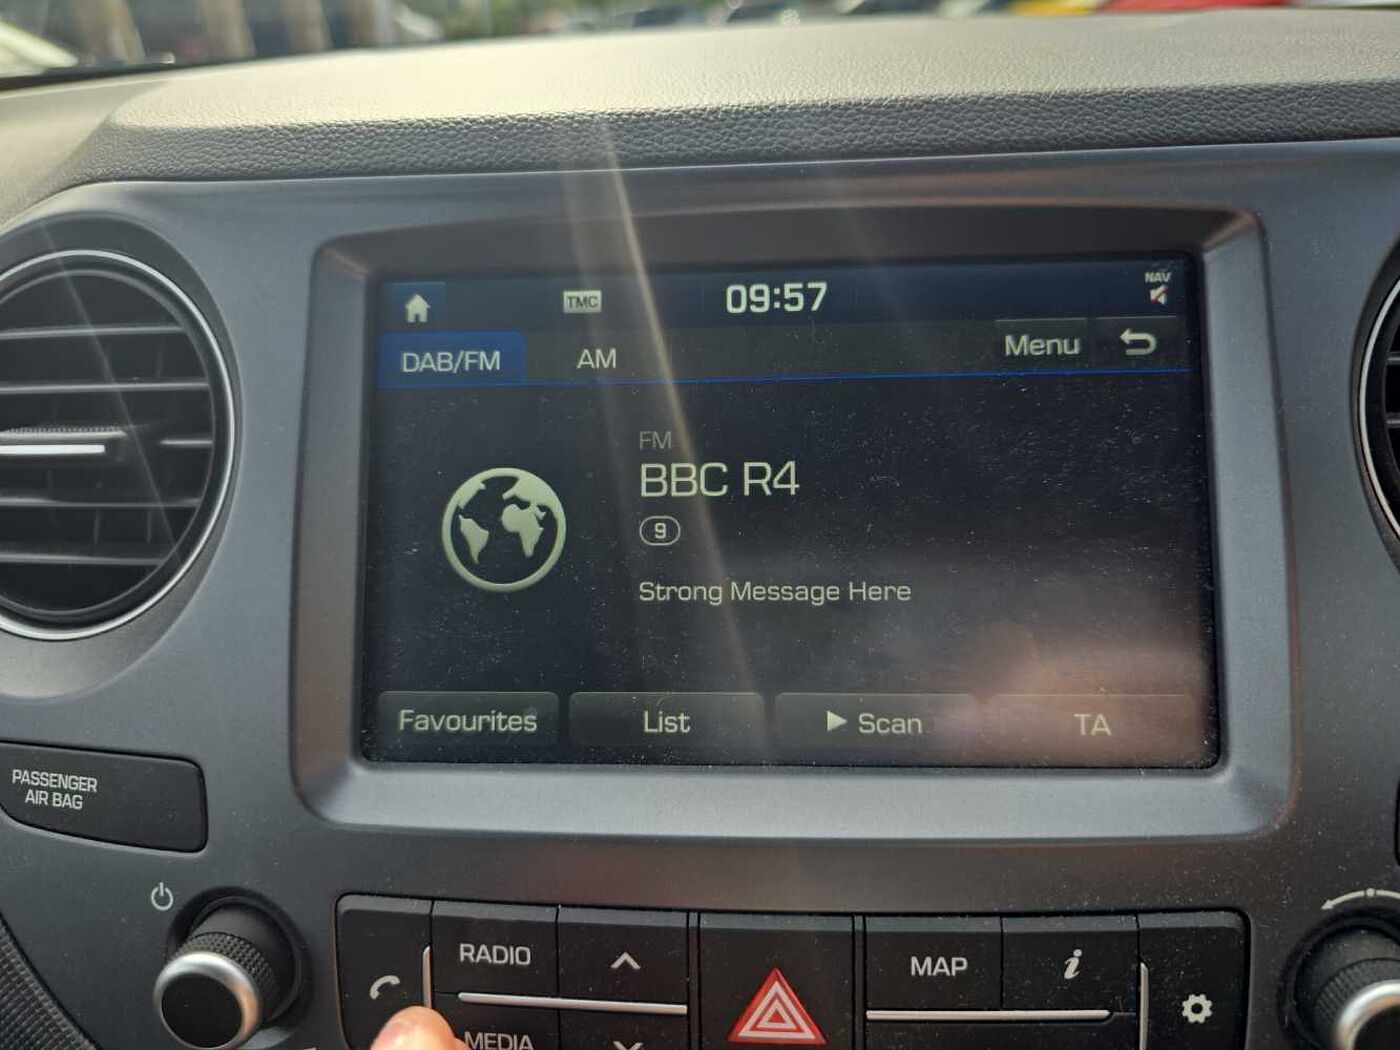 TMC
09:57
NAV
DAB/FM
AM
Menu
FM
BBC R4
9
Strong Message Here
Favourites
List
Scan
TA
PASSENGER
AIR BAG
RADIO
MAP
i
MEDIA